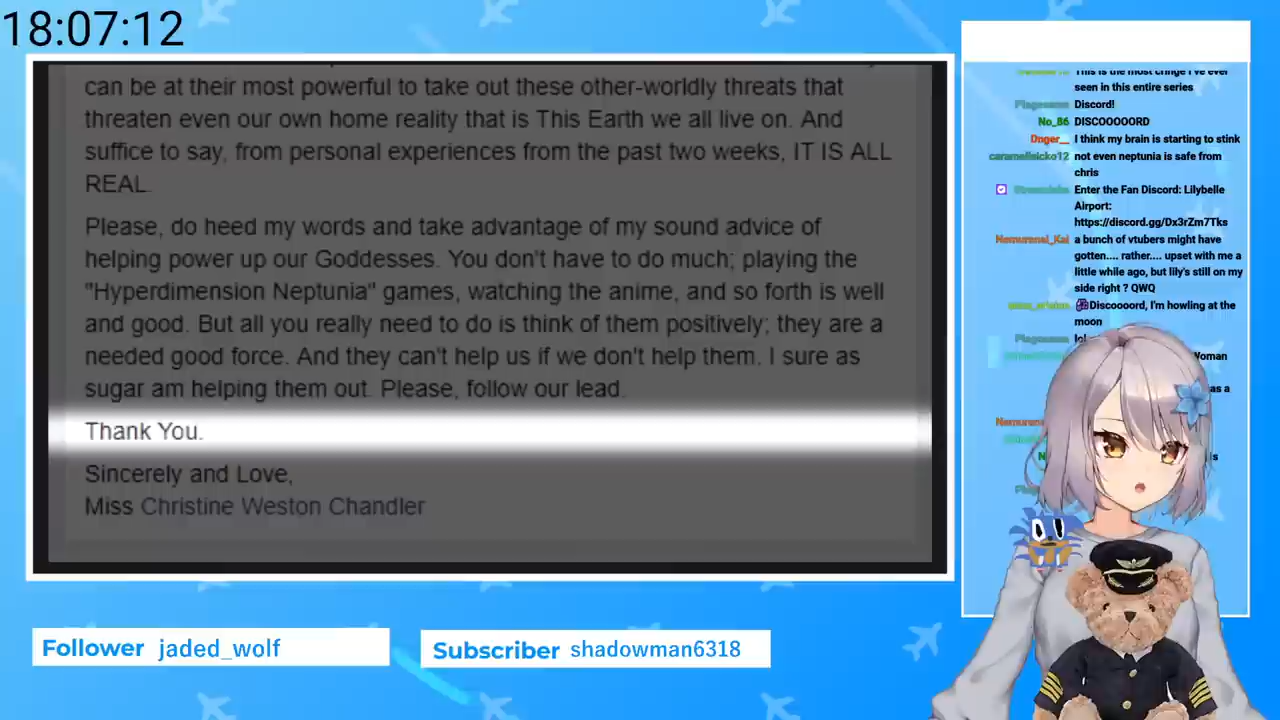 18:07:12
can be at their most powerful to take out these other-worldly threats that
threaten even our own home reality that is This Earth we all live on. And
suffice to say, from personal experiences from the past two weeks, IT IS ALL
REAL.
Please, do heed my words and take advantage of my sound advice of
helping power up our Goddesses. You don't have to do much; playing the
"Hyperdimension Neptunia" games, watching the anime, and so forth is well
and good. But all you really need to do is think of them positively; they are a
needed good force. And they can't help us if we don't help them. I sure as
sugar am helping them out. Please, follow our lead.
Thank You.
Sincerely and Love,
Miss Christine Weston Chandler
This is the most cringe I've ever
seen in this entire series
Discord!
No_86 DISCOOOOORD
Dnger__ I think my brain is starting to stink
caramelsicko12 not even neptunia is safe from
chris
Enter the Fan Discord: Lilybelle
Airport:
https://discord.gg/Dx3rZm7Tks
a bunch of vtubers might have
gotten.... rather.... upset with me a
little while ago, but lily's still on my
side right ? QWQ
Discoooord, I'm howling at the
moon
lol
Woman
as a
Follower jaded_wolf
Subscriber shadowman6318